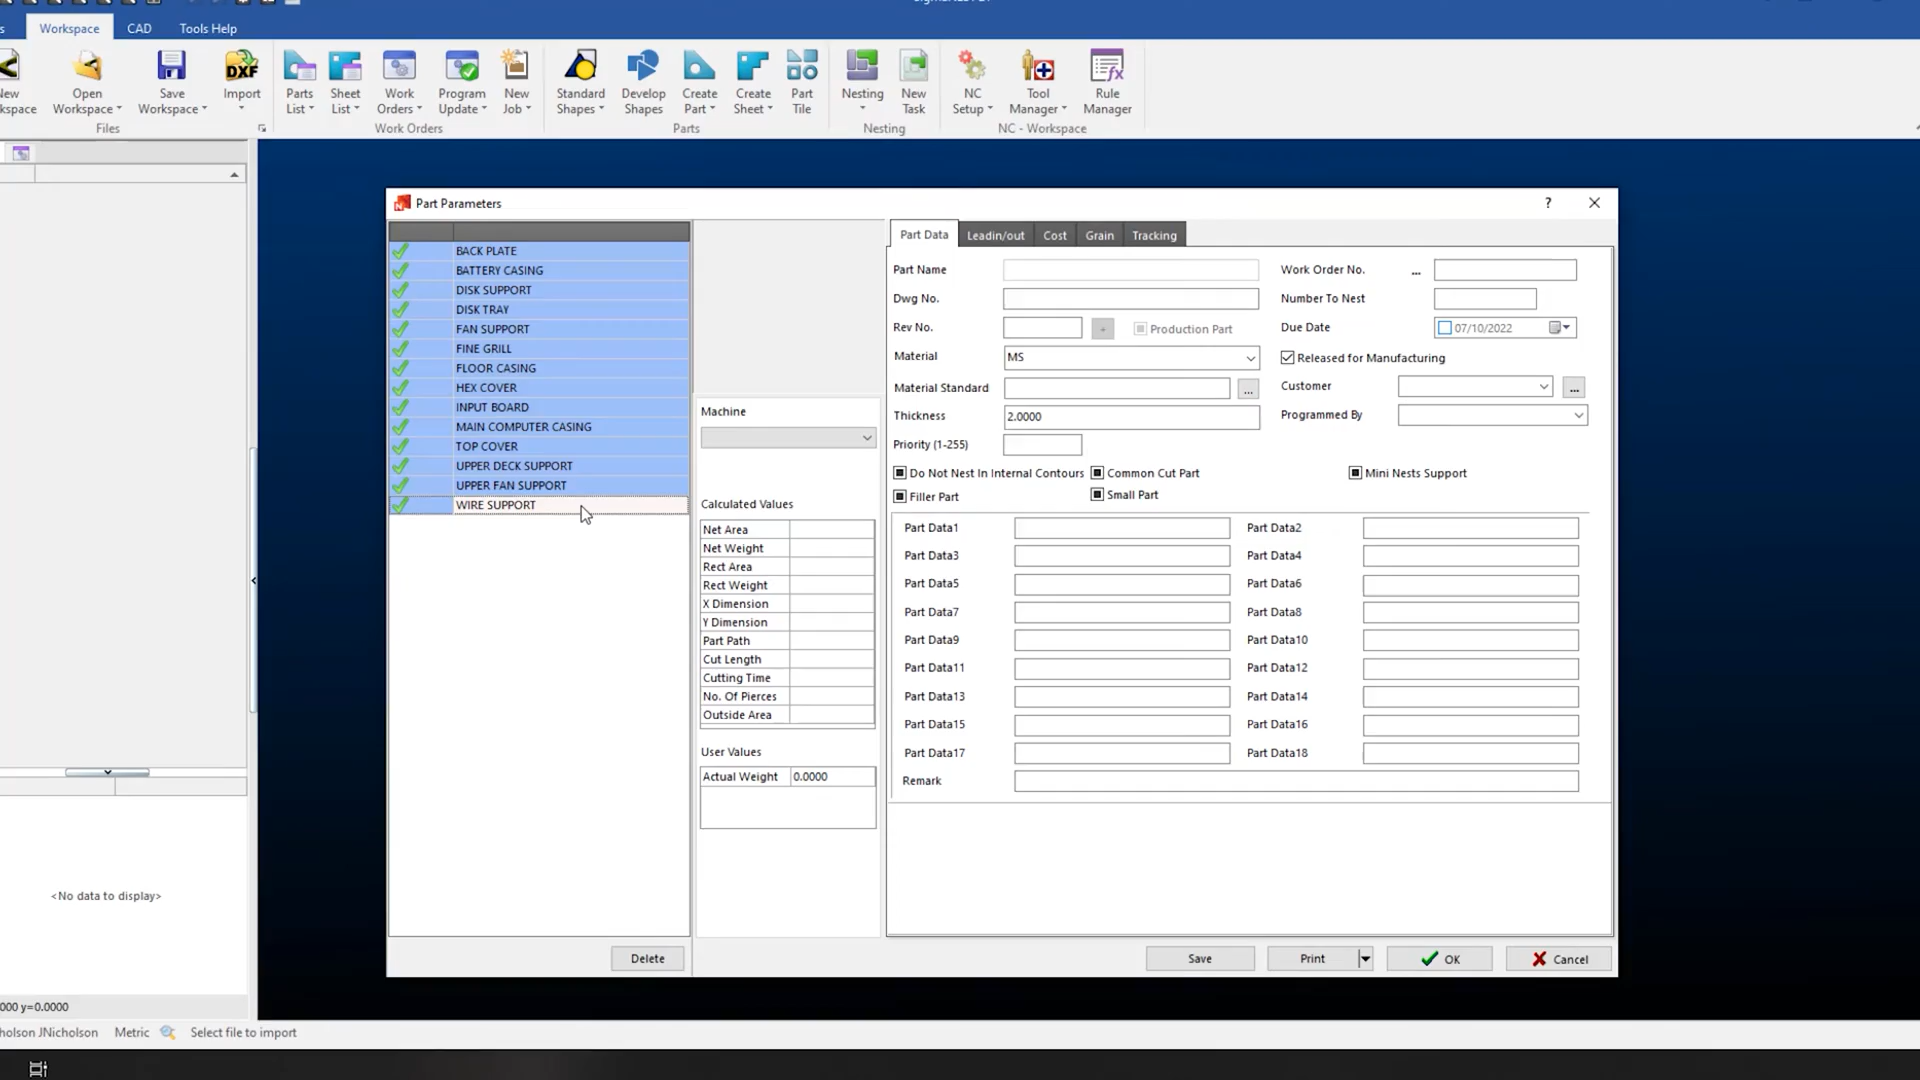 Workspace CAD Tools Help
Open Workspace
Save Workspace
Import
Parts List
Sheet List
Work Orders
Program Update
New Job
Standard Shapes
Develop Shapes
Create Part
Create Sheet
Part Tile
Nesting
New Task
NC Setup
Tool Manager
Rule Manager
Files
Work Orders
Parts
Nesting
NC - Workspace
Part Parameters
BACK PLATE
BATTERY CASING
DISK SUPPORT
DISK TRAY
FAN SUPPORT
FINE GRILL
FLOOR CASING
HEX COVER
INPUT BOARD
MAIN COMPUTER CASING
TOP COVER
UPPER DECK SUPPORT
UPPER FAN SUPPORT
WIRE SUPPORT
Delete
Machine
Calculated Values
Net Area
Net Weight
Rect Area
Rect Weight
X Dimension
Y Dimension
Part Path
Cut Length
Cutting Time
No. Of Pierces
Outside Area
User Values
Actual Weight 0.0000
Part Data Leadin/out Cost Grain Tracking
Part Name
Dwg No.
Rev No. + Production Part
Material MS
Material Standard ...
Thickness 2.0000
Priority (1-255)
Work Order No. ...
Number To Nest
Due Date 07/10/2022
Released for Manufacturing
Customer ...
Programmed By
Do Not Nest In Internal Contours Common Cut Part Mini Nests Support
Filler Part Small Part
Part Data1 Part Data2
Part Data3 Part Data4
Part Data5 Part Data6
Part Data7 Part Data8
Part Data9 Part Data10
Part Data11 Part Data12
Part Data13 Part Data14
Part Data15 Part Data16
Part Data17 Part Data18
Remark
Save Print OK Cancel
<No data to display>
000 y=0.0000
holson JNicholson Metric Select file to import